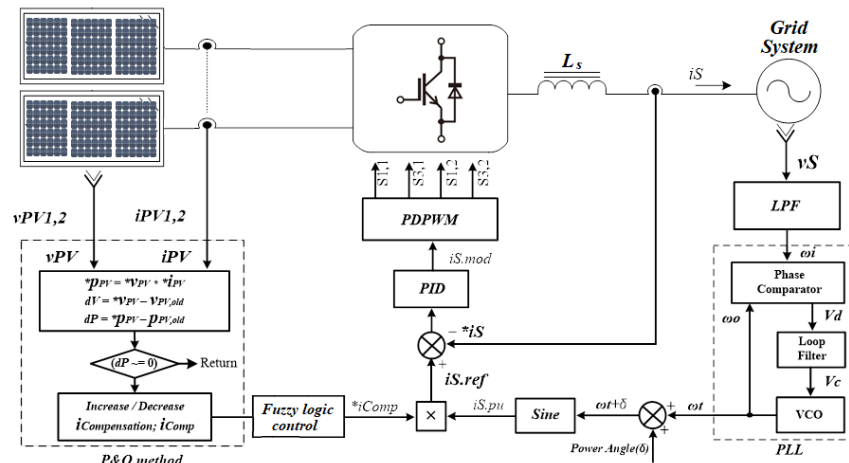 Grid
System
Ls
iS
vS
S1,1
S3,1
S1,2
S3,2
vPV1,2
iPV1,2
PDPWM
LPF
vPV
iPV
iS.mod
ωi
*pPV = *vPV * *iPV
dV = *vPV – vPV,old
dP = *pPV – pPV,old
PID
Phase
Comparator
– *iS
ωo
Vd
Loop
Filter
(dP ~= 0)
Return
+
iS.ref
Vc
Increase / Decrease
iCompensation; iComp
Fuzzy logic
control
*iComp
×
iS.pu
Sine
ωt+δ
+
ωt
VCO
+
Power Angle(δ)
PLL
P&O method